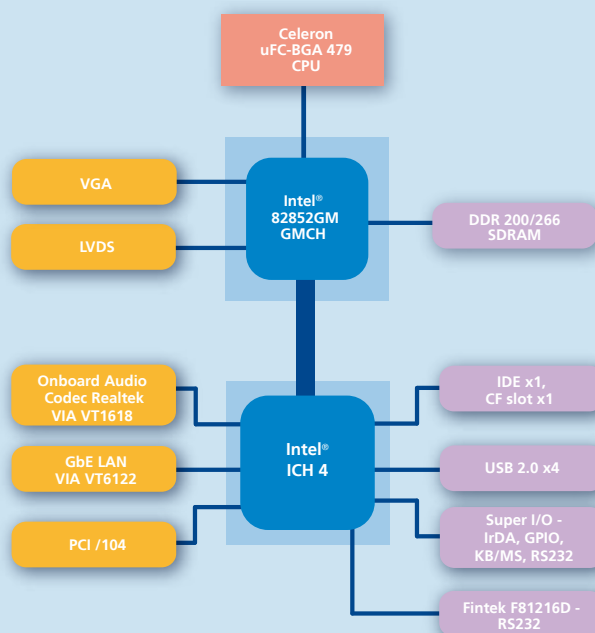 Celeron
uFC-BGA 479
CPU
VGA
LVDS
Intel®
82852GM
GMCH
DDR 200/266
SDRAM
Onboard Audio
Codec Realtek
VIA VT1618
GbE LAN
VIA VT6122
PCI /104
Intel®
ICH 4
IDE x1,
CF slot x1
USB 2.0 x4
Super I/O -
IrDA, GPIO,
KB/MS, RS232
Fintek F81216D -
RS232